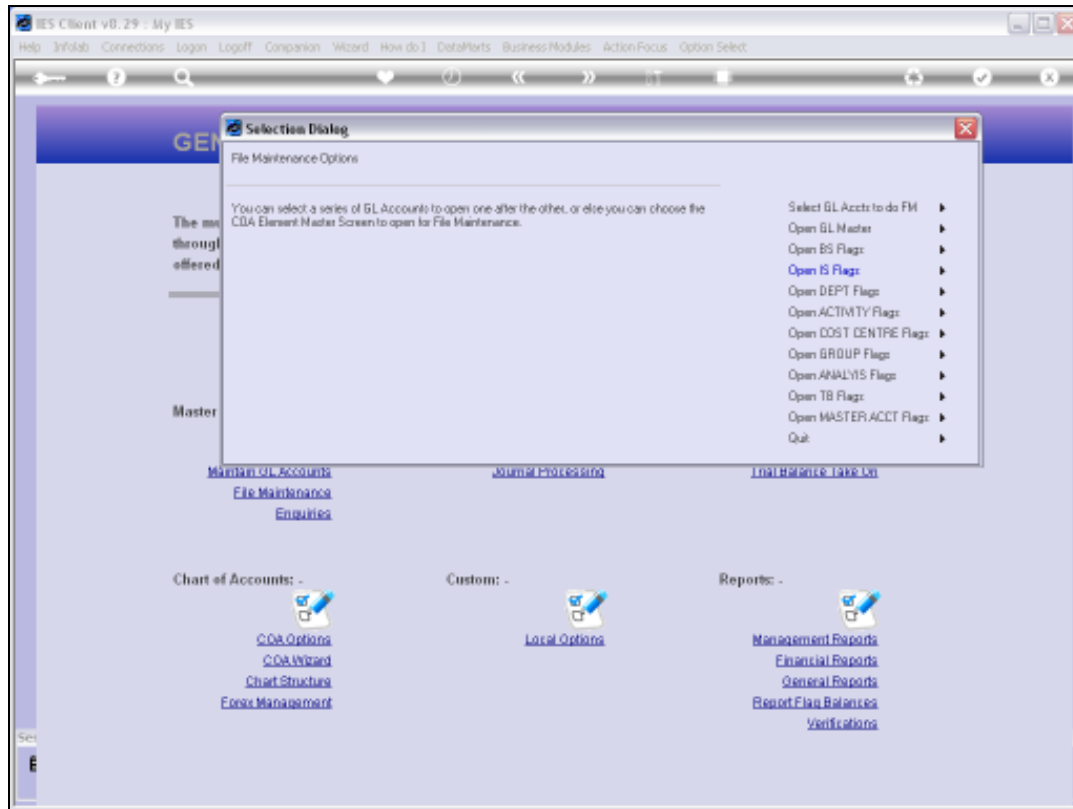 IES Client v0.29 : My IES
Help Infolab Connections Logon Logoff Companion Wizard How do I DataMarts Business Modules Action Focus Option Select
GEN
Selection Dialog
File Maintenance Options
You can select a series of GL Accounts to open one after the other, or else you can choose the
COA Element Master Screen to open for File Maintenance.
Select GL Accts to do FM
Open GL Master
Open BS Flags
Open IS Flags
Open DEPT Flags
Open ACTIVITY Flags
Open COST CENTRE Flags
Open GROUP Flags
Open ANALYIS Flags
Open TB Flags
Open MASTER.ACCT Flags
Quit
The
through
offered
Master
Maintain GL Accounts
File Maintenance
Enquiries
Journal Processing
Trial Balance Take On
Chart of Accounts: -
COA Options
COA Wizard
Chart Structure
Forex Management
Custom: -
Local Options
Reports: -
Management Reports
Financial Reports
General Reports
Report Flag Balances
Verifications